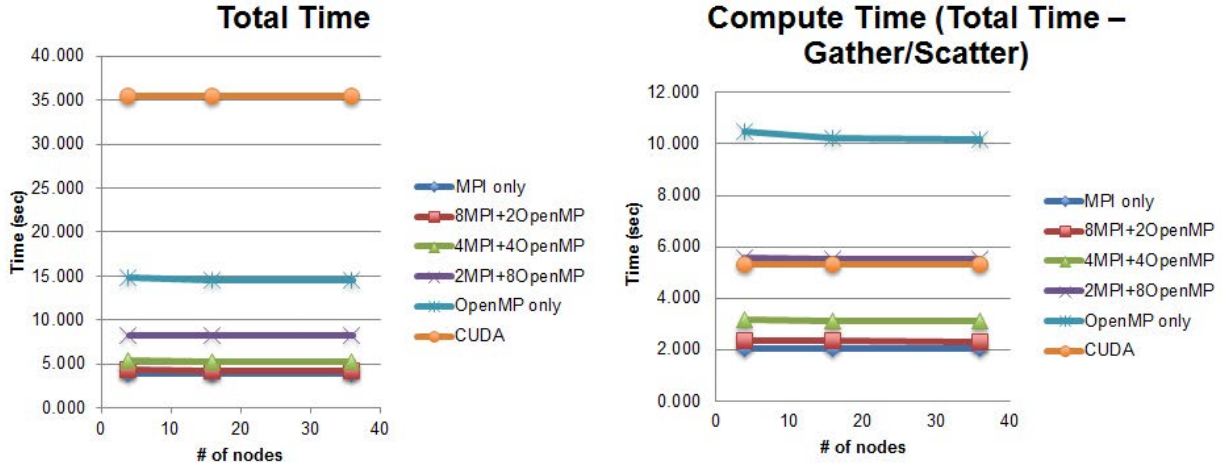 Total Time
40.000
35.000
30.000
25.000
20.000
15.000
10.000
5.000
0.000
Time (sec)
0 10 20 30 40
# of nodes
MPI only
8MPI+2OpenMP
4MPI+4OpenMP
2MPI+8OpenMP
OpenMP only
CUDA
Compute Time (Total Time –
Gather/Scatter)
12.000
10.000
8.000
6.000
4.000
2.000
0.000
Time (sec)
0 10 20 30 40
# of nodes
MPI only
8MPI+2OpenMP
4MPI+4OpenMP
2MPI+8OpenMP
OpenMP only
CUDA